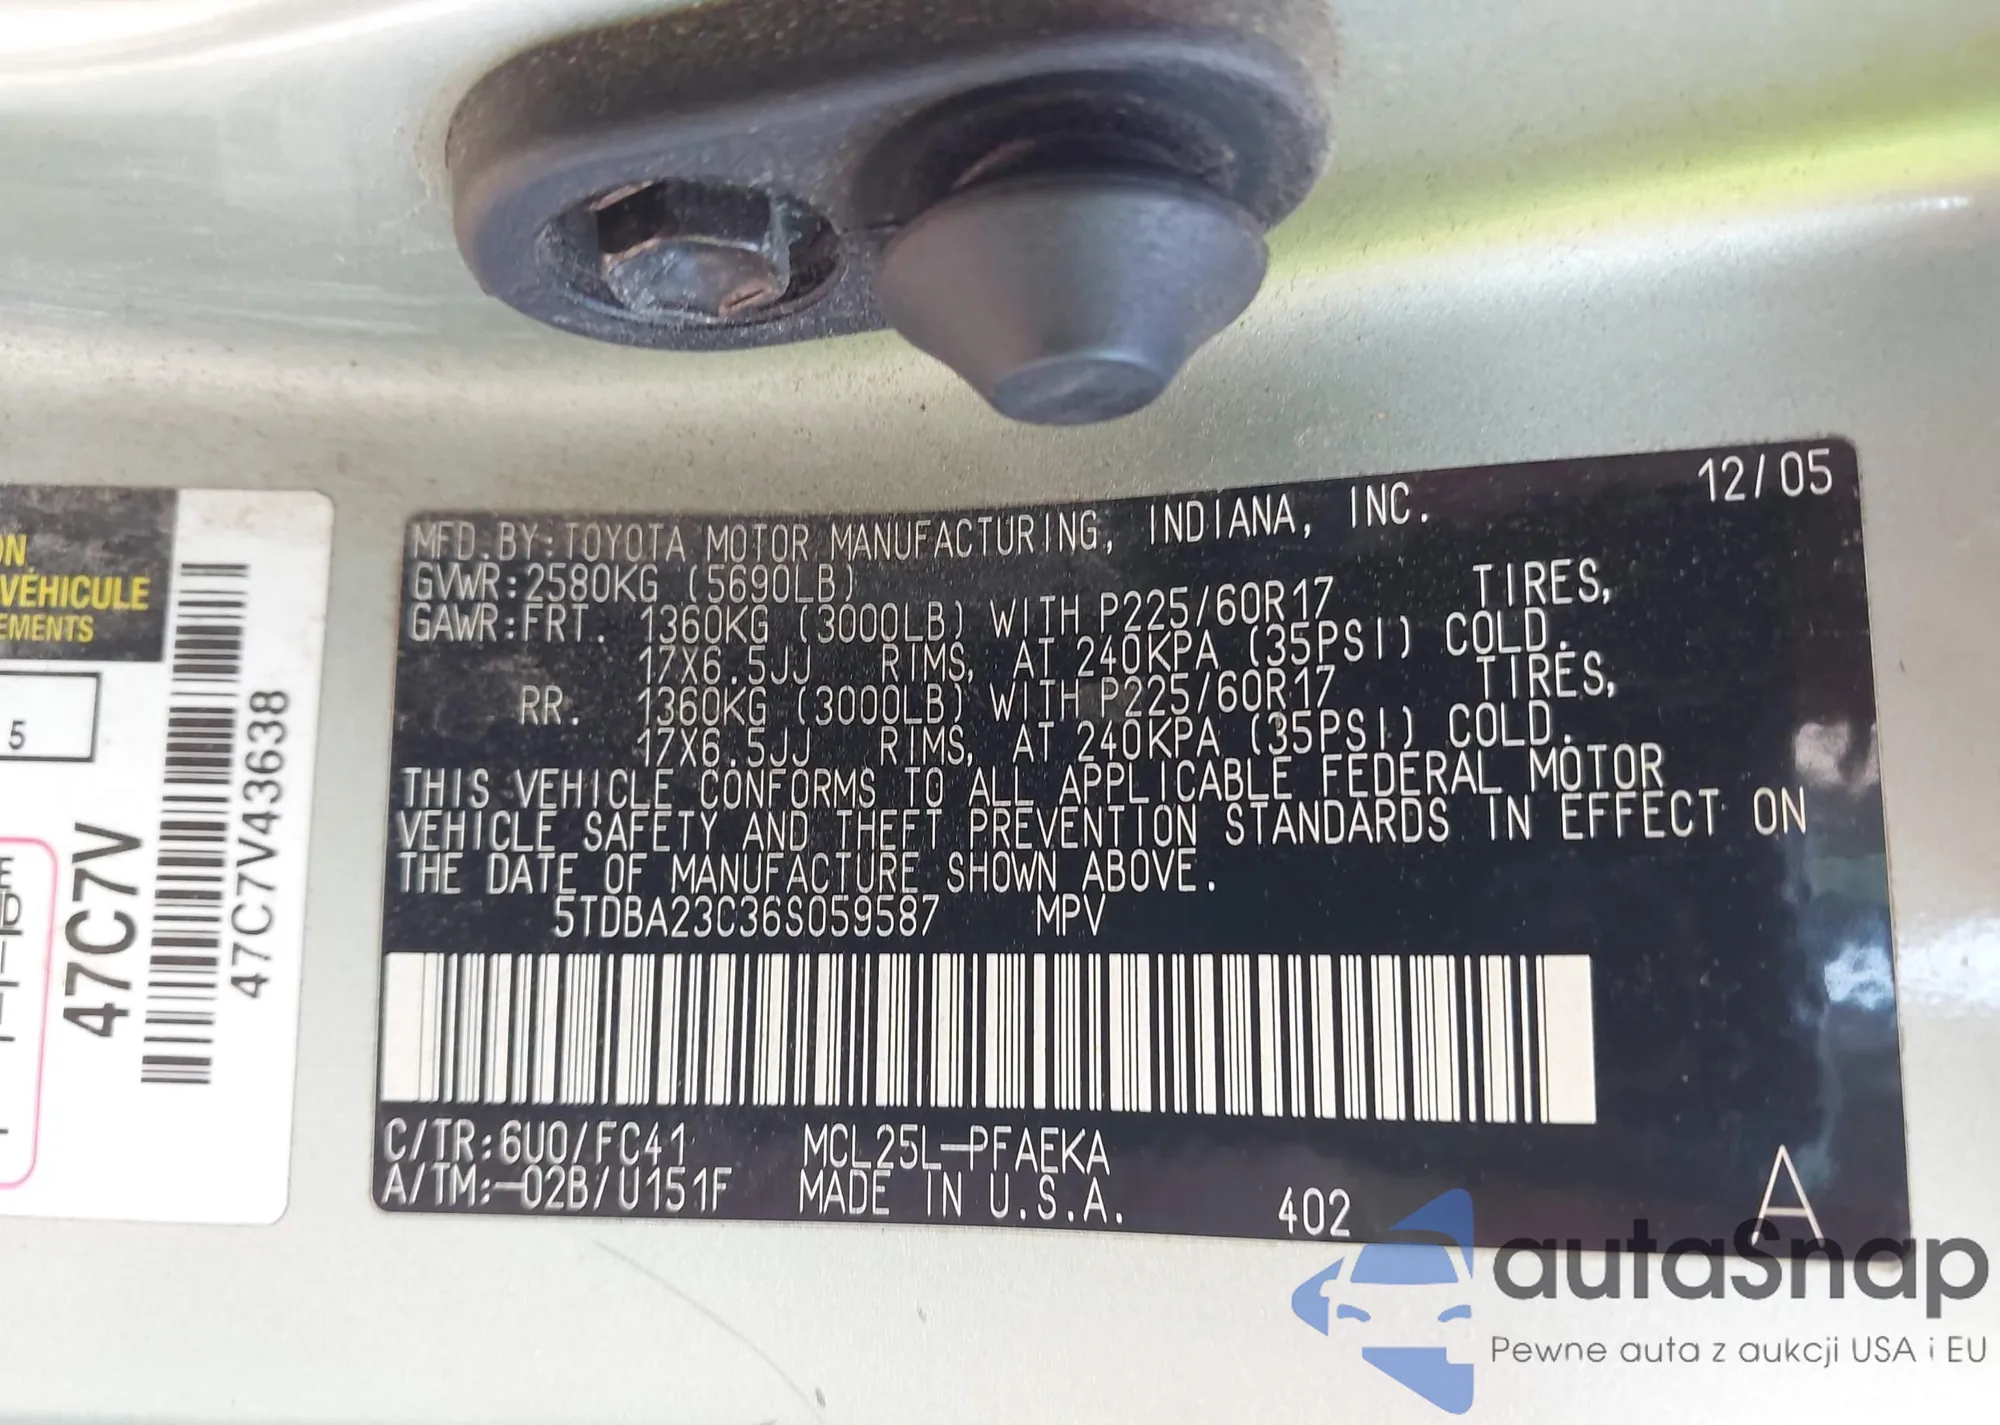 ON
VÉHICULE
EMENTS
5
47C7V
47C7V43638
12/05
MFD.BY:TOYOTA MOTOR MANUFACTURING, INDIANA, INC.
GVWR:2580KG (5690LB)
GAWR:FRT. 1360KG (3000LB) WITH P225/60R17 TIRES,
17X6.5JJ RIMS, AT 240KPA (35PSI) COLD.
RR. 1360KG (3000LB) WITH P225/60R17 TIRES,
17X6.5JJ RIMS, AT 240KPA (35PSI) COLD.
THIS VEHICLE CONFORMS TO ALL APPLICABLE FEDERAL MOTOR
VEHICLE SAFETY AND THEFT PREVENTION STANDARDS IN EFFECT ON
THE DATE OF MANUFACTURE SHOWN ABOVE.
5TDBA23C36S059587 MPV
C/TR:6U0/FC41 MCL25L-PFAEKA
A/TM:-02B/U151F MADE IN U.S.A.
402 A
autaSnap
Pewne auta z aukcji USA i EU